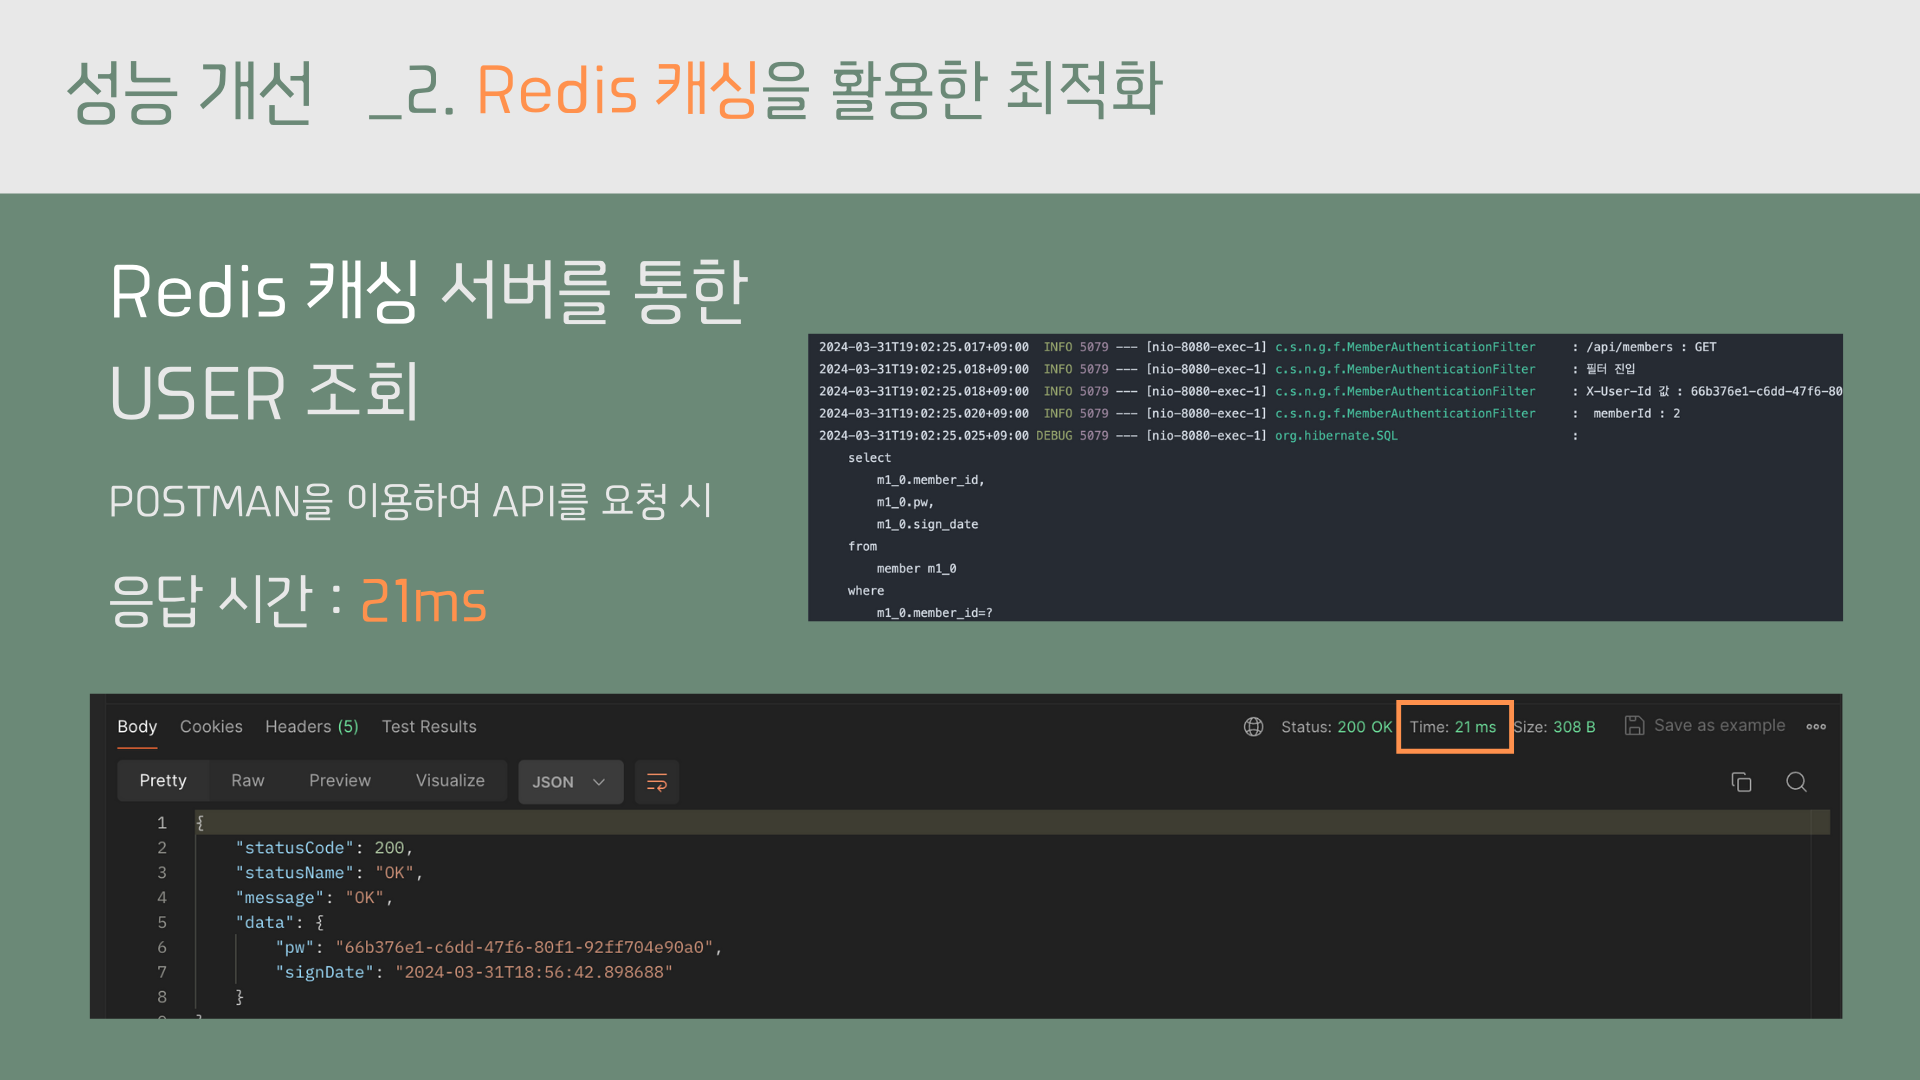 성능 개선 _2. Redis 캐싱을 활용한 최적화
Redis 캐싱 서버를 통한
USER 조회
POSTMAN을 이용하여 API를 요청 시
응답 시간 : 21ms
2024-03-31T19:02:25.017+09:00 INFO 5079 --- [nio-8080-exec-1] c.s.n.g.f.MemberAuthenticationFilter : /api/members : GET
2024-03-31T19:02:25.018+09:00 INFO 5079 --- [nio-8080-exec-1] c.s.n.g.f.MemberAuthenticationFilter : 필터 진입
2024-03-31T19:02:25.018+09:00 INFO 5079 --- [nio-8080-exec-1] c.s.n.g.f.MemberAuthenticationFilter : X-User-Id 값 : 66b376e1-c6dd-47f6-80
2024-03-31T19:02:25.020+09:00 INFO 5079 --- [nio-8080-exec-1] c.s.n.g.f.MemberAuthenticationFilter : memberId : 2
2024-03-31T19:02:25.025+09:00 DEBUG 5079 --- [nio-8080-exec-1] org.hibernate.SQL :
select
m1_0.member_id,
m1_0.pw,
m1_0.sign_date
from
member m1_0
where
m1_0.member_id=?
Body Cookies Headers (5) Test Results Status: 200 OK Time: 21 ms Size: 308 B Save as example
Pretty Raw Preview Visualize JSON
1 {
2 "statusCode": 200,
3 "statusName": "OK",
4 "message": "OK",
5 "data": {
6 "pw": "66b376e1-c6dd-47f6-80f1-92ff704e90a0",
7 "signDate": "2024-03-31T18:56:42.898688"
8 }